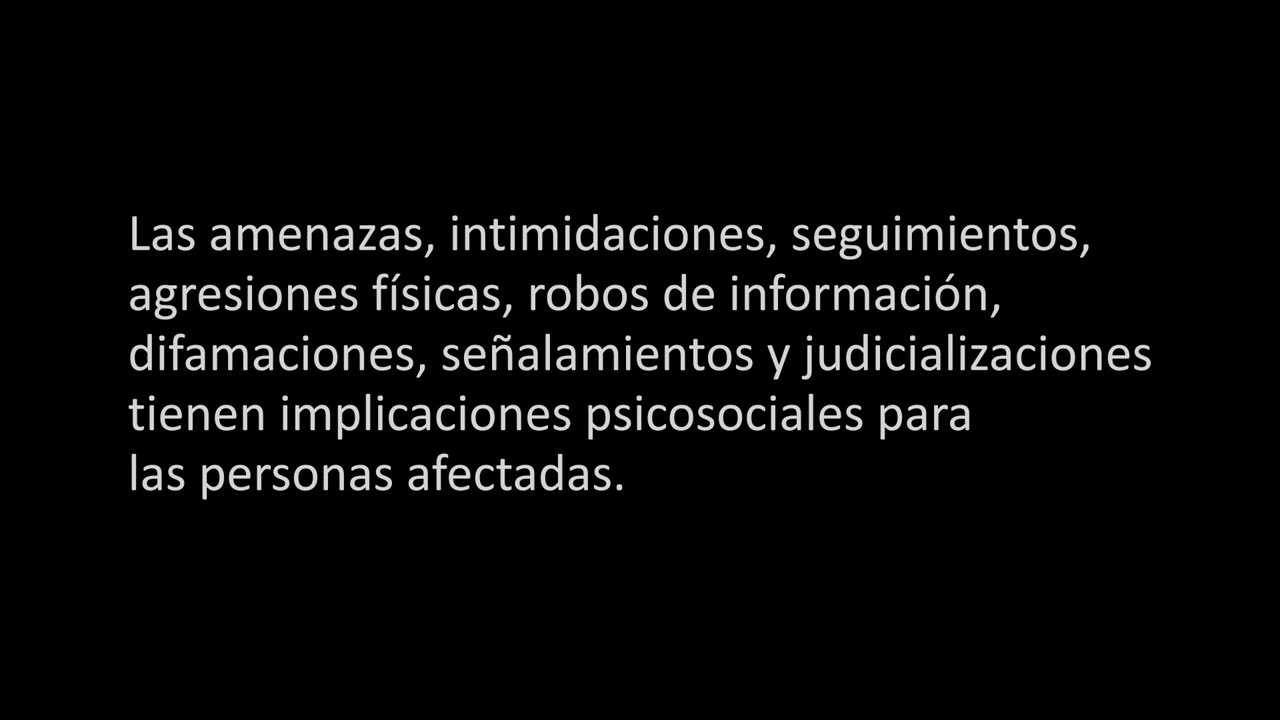 Las amenazas, intimidaciones, seguimientos,
agresiones físicas, robos de información,
difamaciones, señalamientos y judicializaciones
tienen implicaciones psicosociales para
las personas afectadas.